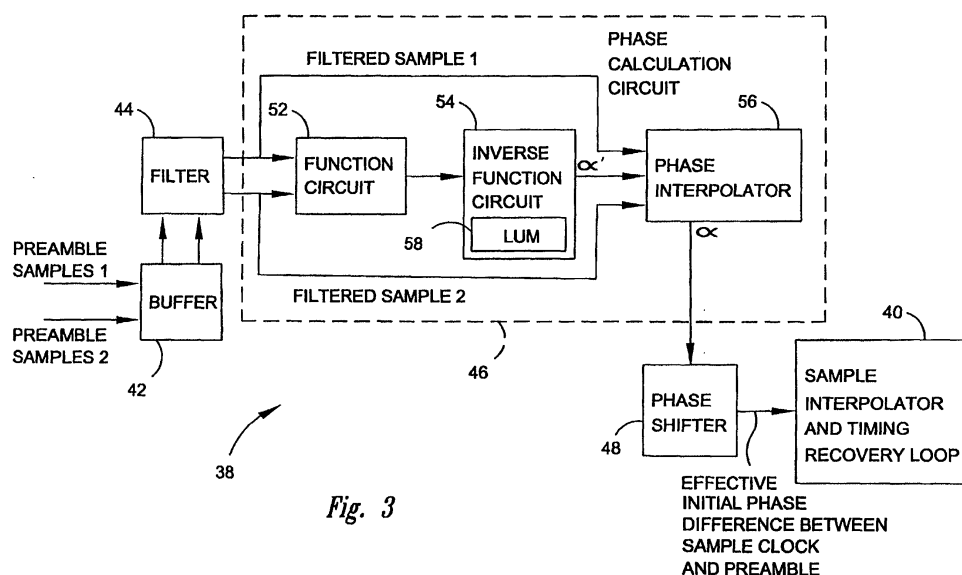 FILTERED SAMPLE 1
PHASE
CALCULATION
CIRCUIT
44
52
54
56
FILTER
FUNCTION
CIRCUIT
INVERSE
FUNCTION
CIRCUIT
α'
PHASE
INTERPOLATOR
58
LUM
α
PREAMBLE
SAMPLES 1
BUFFER
FILTERED SAMPLE 2
PREAMBLE
SAMPLES 2
42
46
40
38
PHASE
SHIFTER
48
SAMPLE
INTERPOLATOR
AND TIMING
RECOVERY LOOP
EFFECTIVE
INITIAL PHASE
DIFFERENCE BETWEEN
SAMPLE CLOCK
AND PREAMBLE
Fig. 3